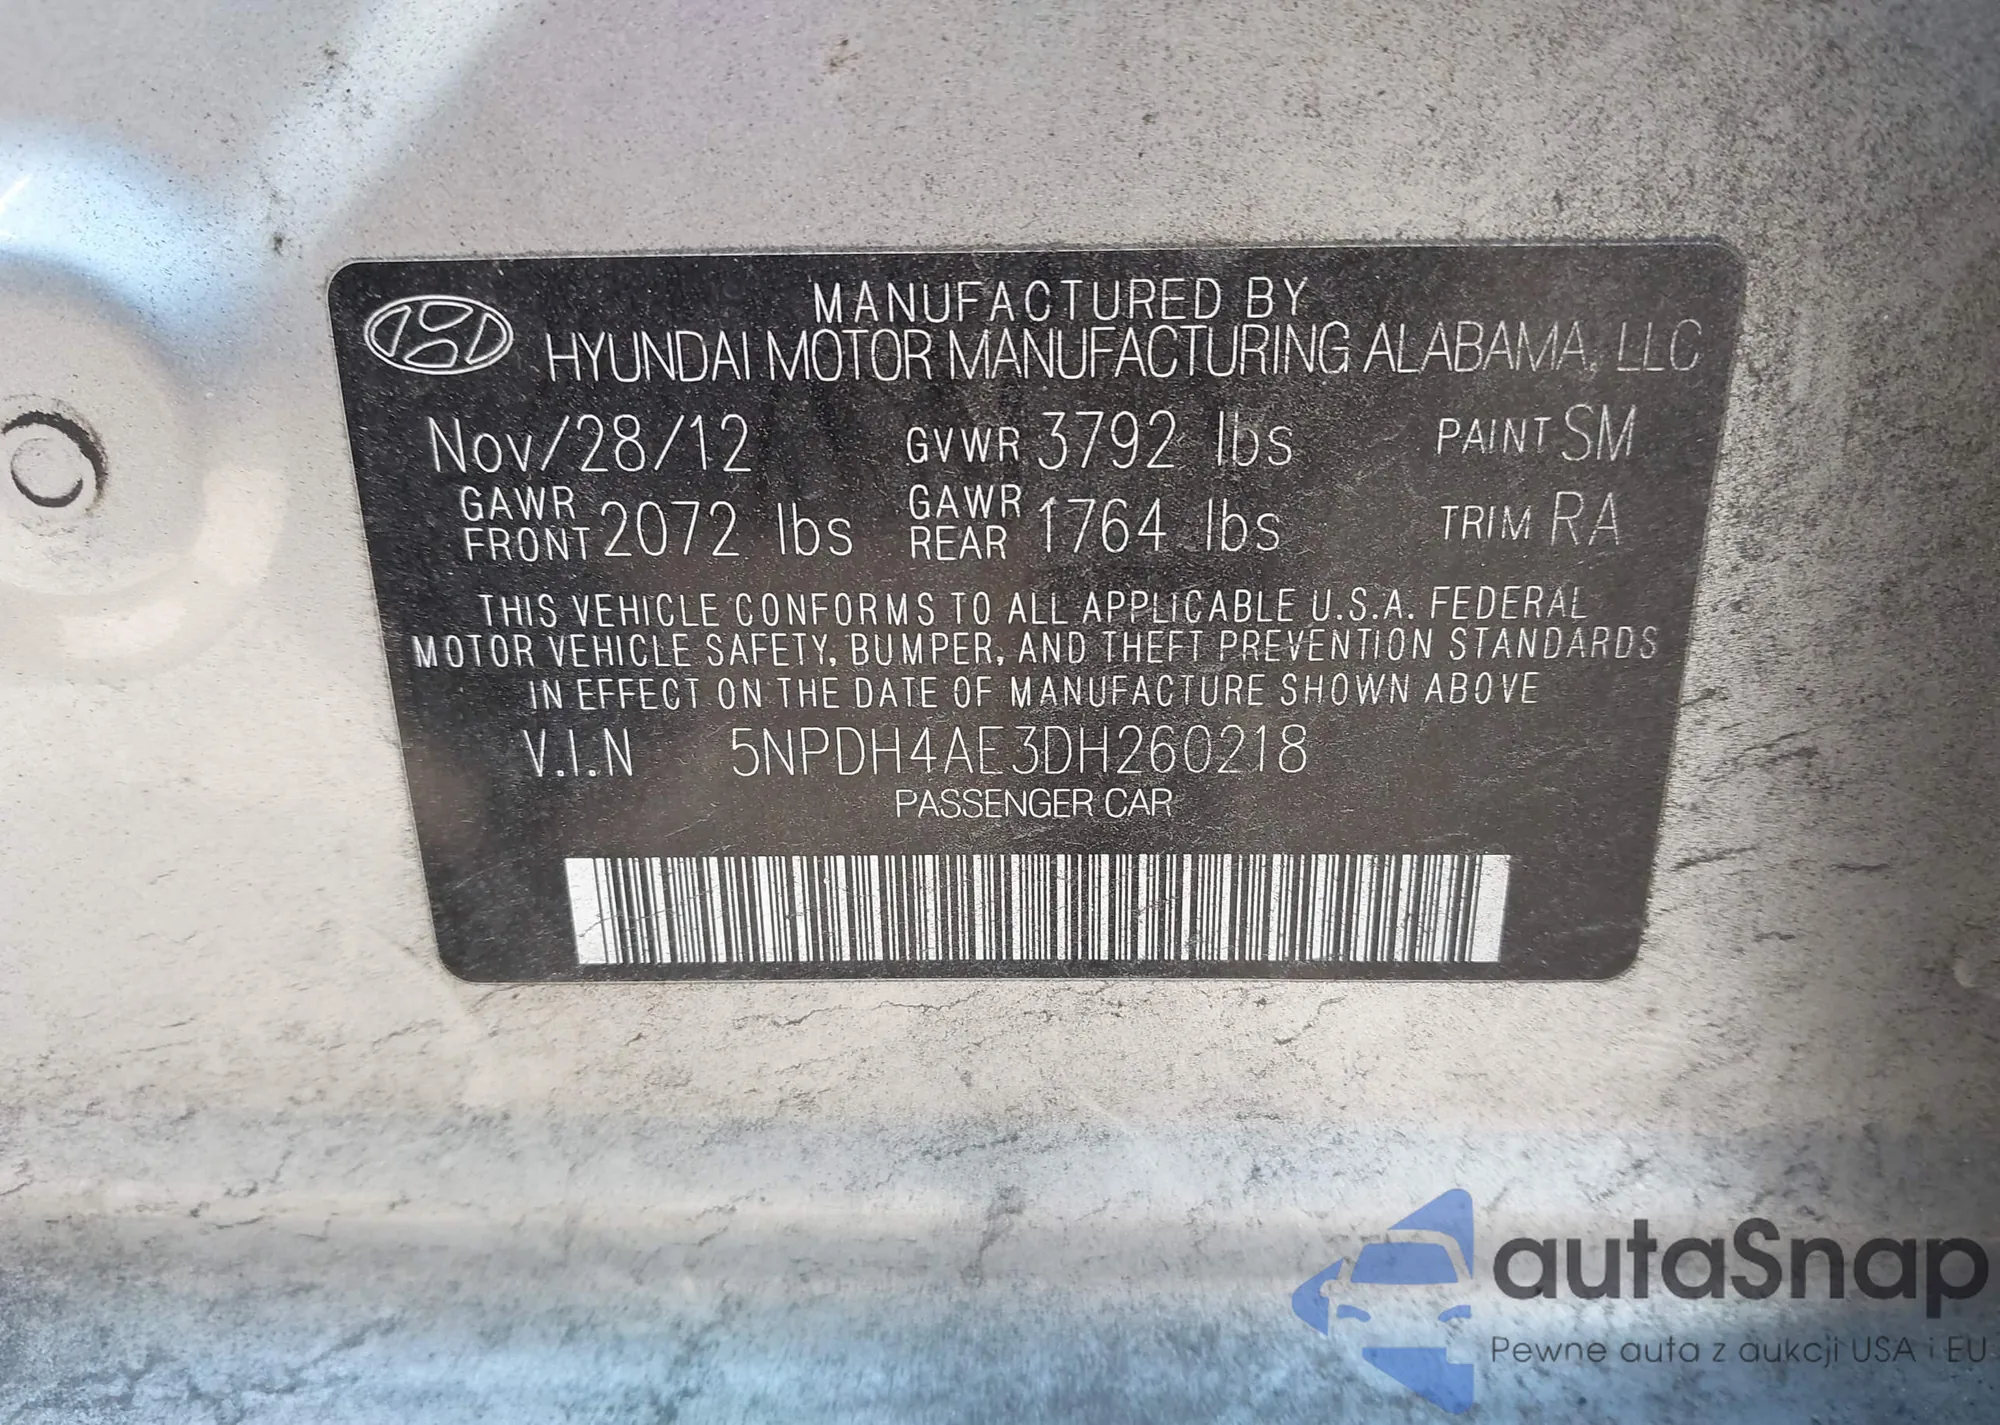 MANUFACTURED BY
HYUNDAI MOTOR MANUFACTURING ALABAMA, LLC
Nov/28/12 GVWR 3792 lbs PAINT SM
GAWR FRONT 2072 lbs GAWR REAR 1764 lbs TRIM RA
THIS VEHICLE CONFORMS TO ALL APPLICABLE U.S.A. FEDERAL
MOTOR VEHICLE SAFETY, BUMPER, AND THEFT PREVENTION STANDARDS
IN EFFECT ON THE DATE OF MANUFACTURE SHOWN ABOVE
V.I.N 5NPDH4AE3DH260218
PASSENGER CAR
autaSnap
Pewne auta z aukcji USA i EU